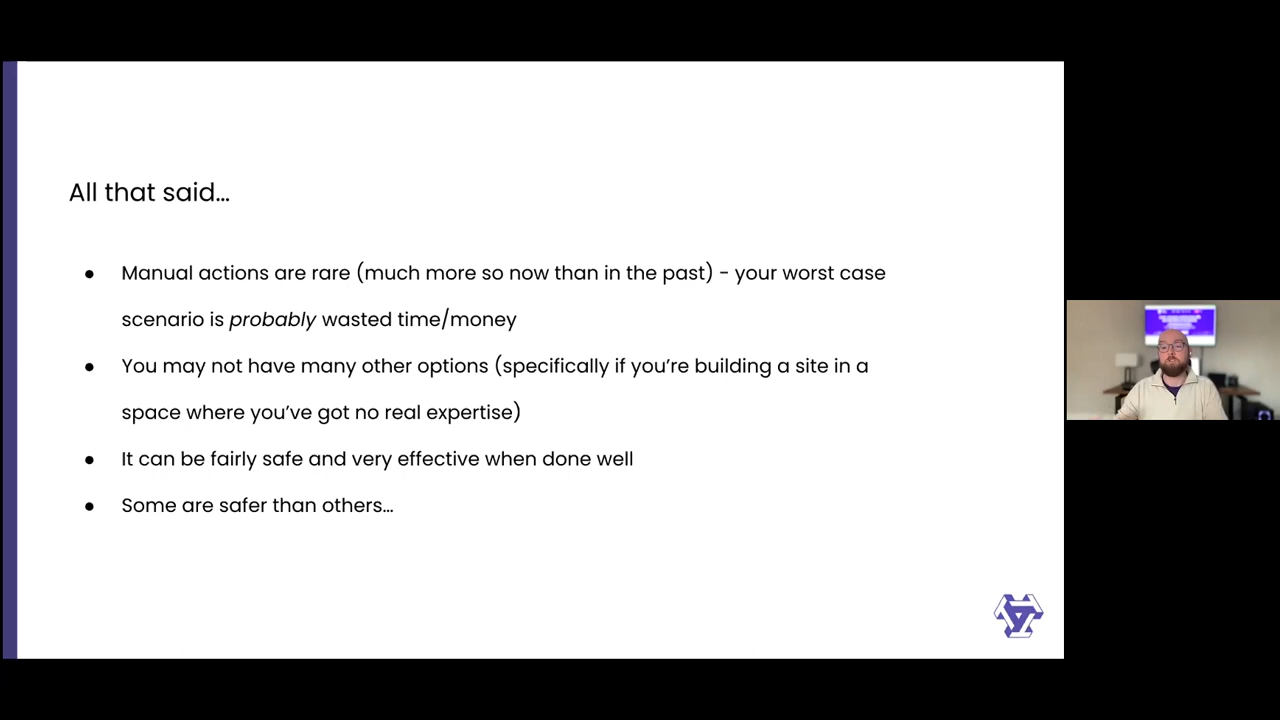 All that said…
● Manual actions are rare (much more so now than in the past) - your worst case
scenario is probably wasted time/money
● You may not have many other options (specifically if you’re building a site in a
space where you’ve got no real expertise)
● It can be fairly safe and very effective when done well
● Some are safer than others…